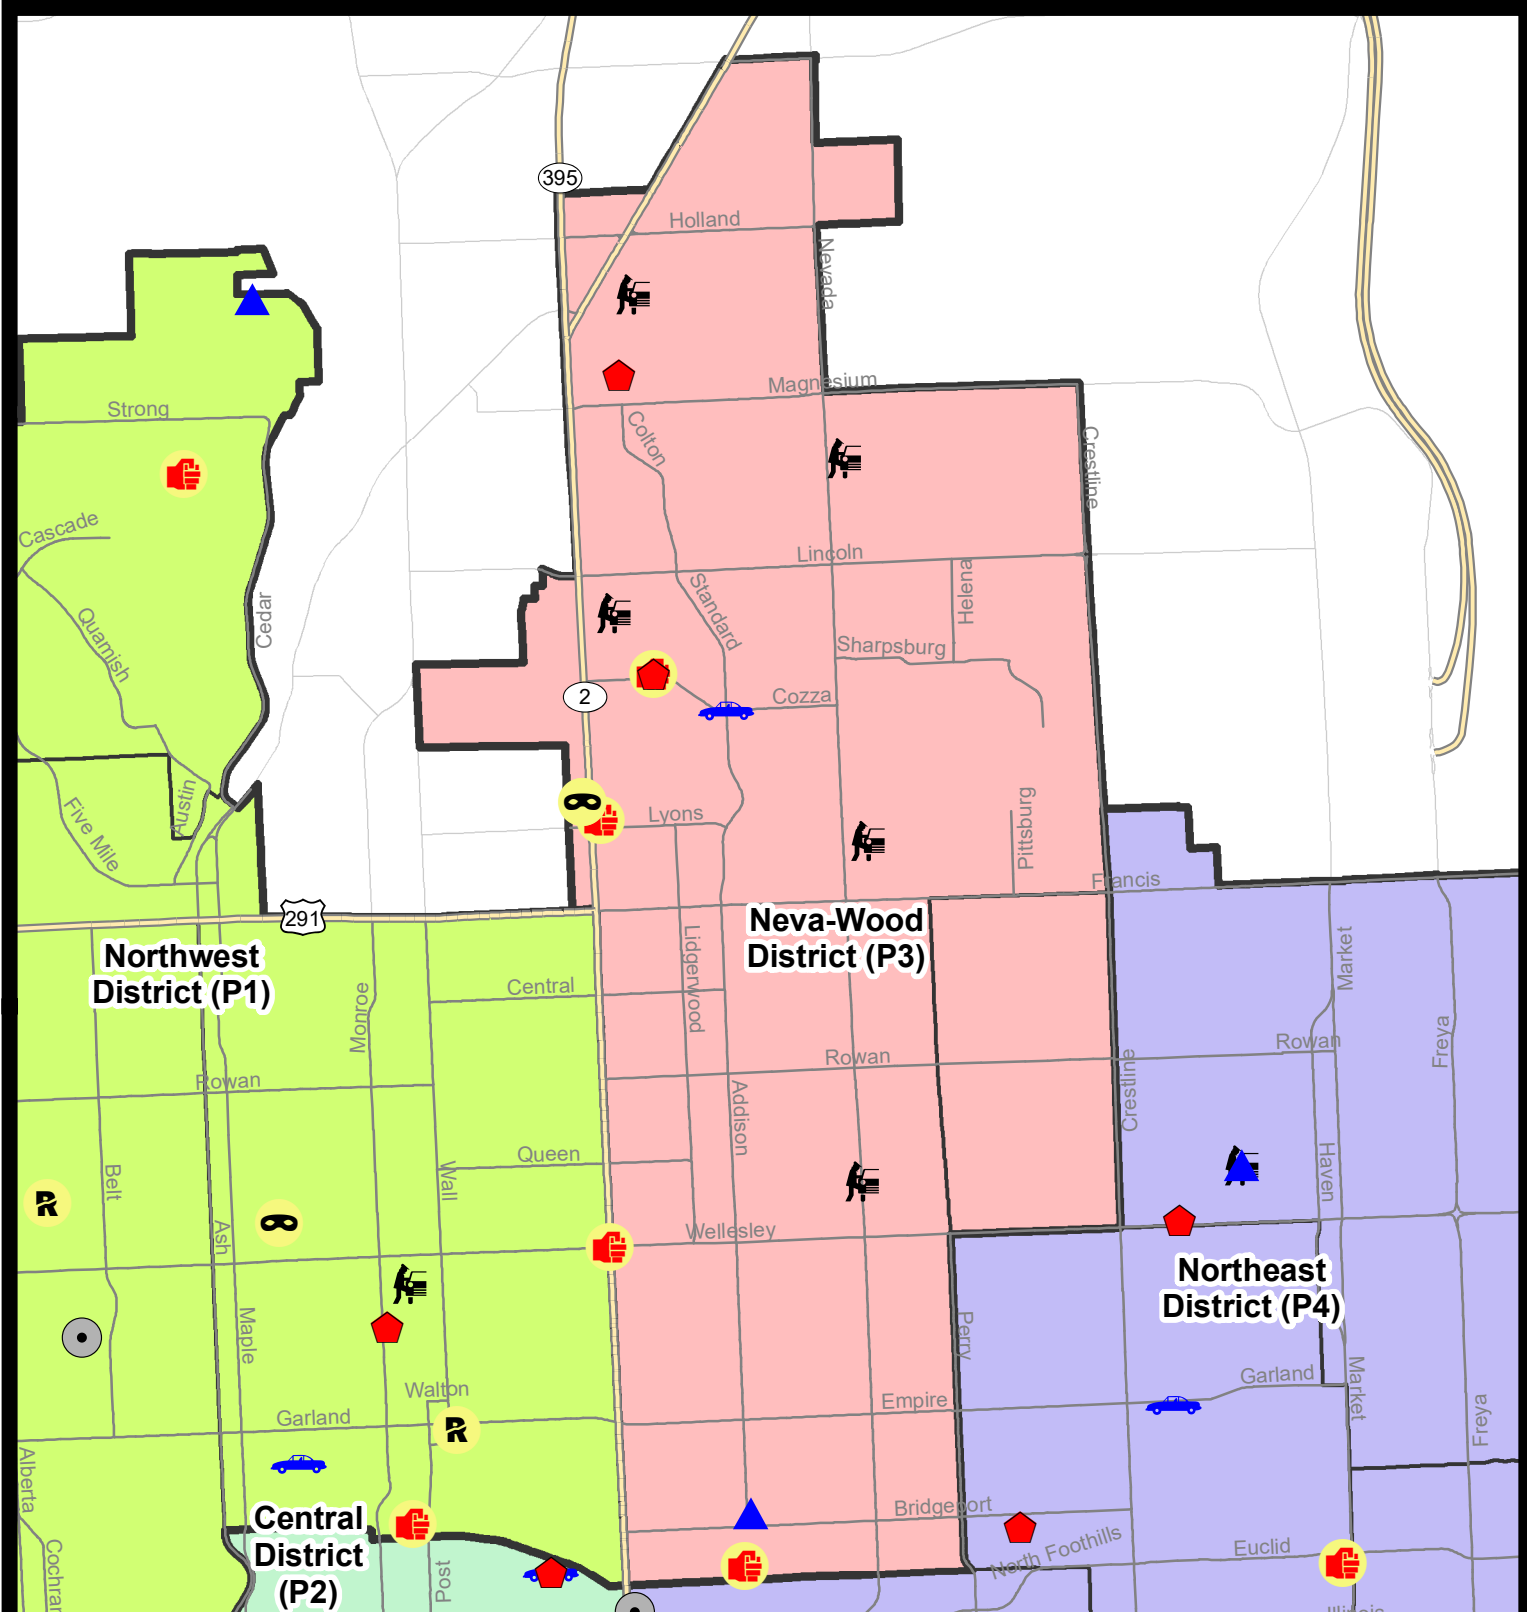 395
Holland
Nevada
Magnesium
Strong
Colton
Crestline
Cascade
Lincoln
Helena
Standard
Cedar
Quamish
Sharpsburg
2
Cozza
Austin
Five Mile
Lyons
Pittsburg
Francis
291
Neva-Wood
District (P3)
Northwest
District (P1)
Lidgerwood
Market
Central
Monroe
Freya
Rowan
Rowan
Rowan
Crestline
Addison
Queen
Haven
Belt
Wall
R
Ash
Wellesley
Northeast
District (P4)
Maple
Perry
Walton
Garland
Market
Empire
Garland
R
Freya
Alberta
Bridgeport
Central
District
(P2)
North Foothills
Euclid
Cochran
Post